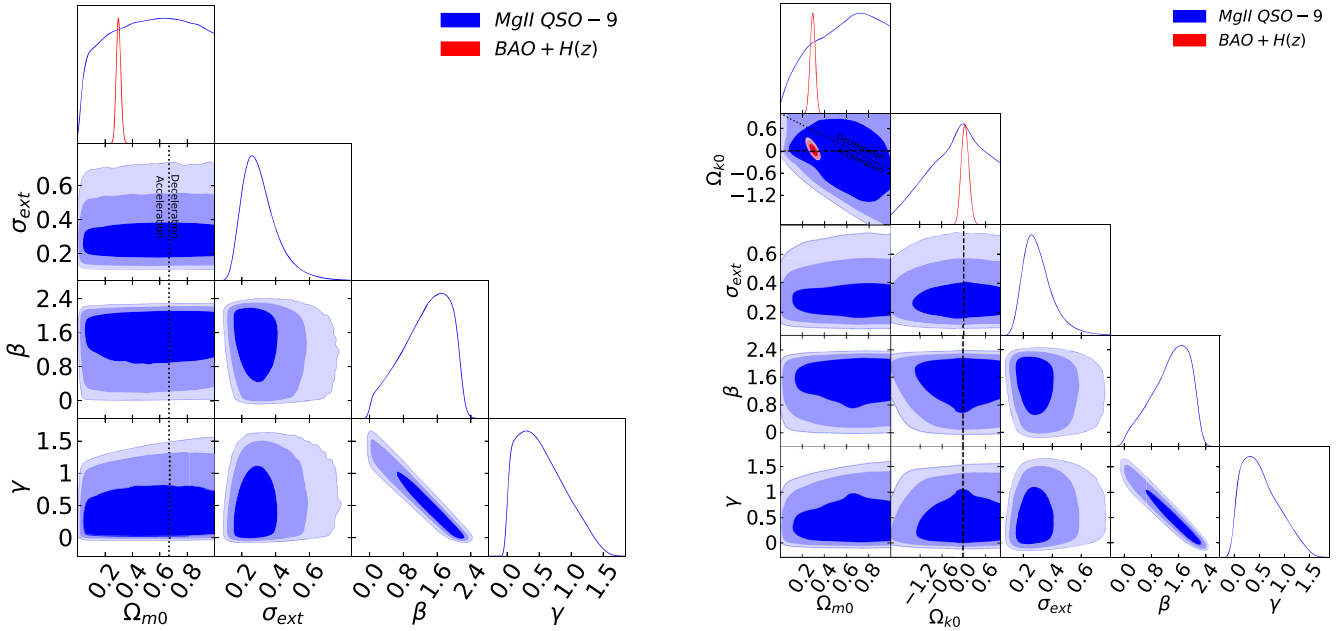 MgII QSO − 9
BAO + H(z)
σext
0.6
0.4
0.2
Deceleration
Acceleration
β
2.4
1.6
0.8
0
γ
1.5
1
0.5
0
0.2 0.4 0.6 0.8
0.2 0.4 0.6
0.0 0.8 1.6 2.4
0.0 0.5 1.0 1.5
Ωm0 σext β γ
MgII QSO − 9
BAO + H(z)
Ωk0
0.6
0
−0.6
−1.2
Deceleration
Acceleration
σext
0.6
0.4
0.2
β
2.4
1.6
0.8
0
γ
1.5
1
0.5
0
0.2 0.4 0.6 0.8
−1.2 −0.6 0.0 0.6
0.2 0.4 0.6
0.0 0.8 1.6 2.4
0.0 0.5 1.0 1.5
Ωm0 Ωk0 σext β γ